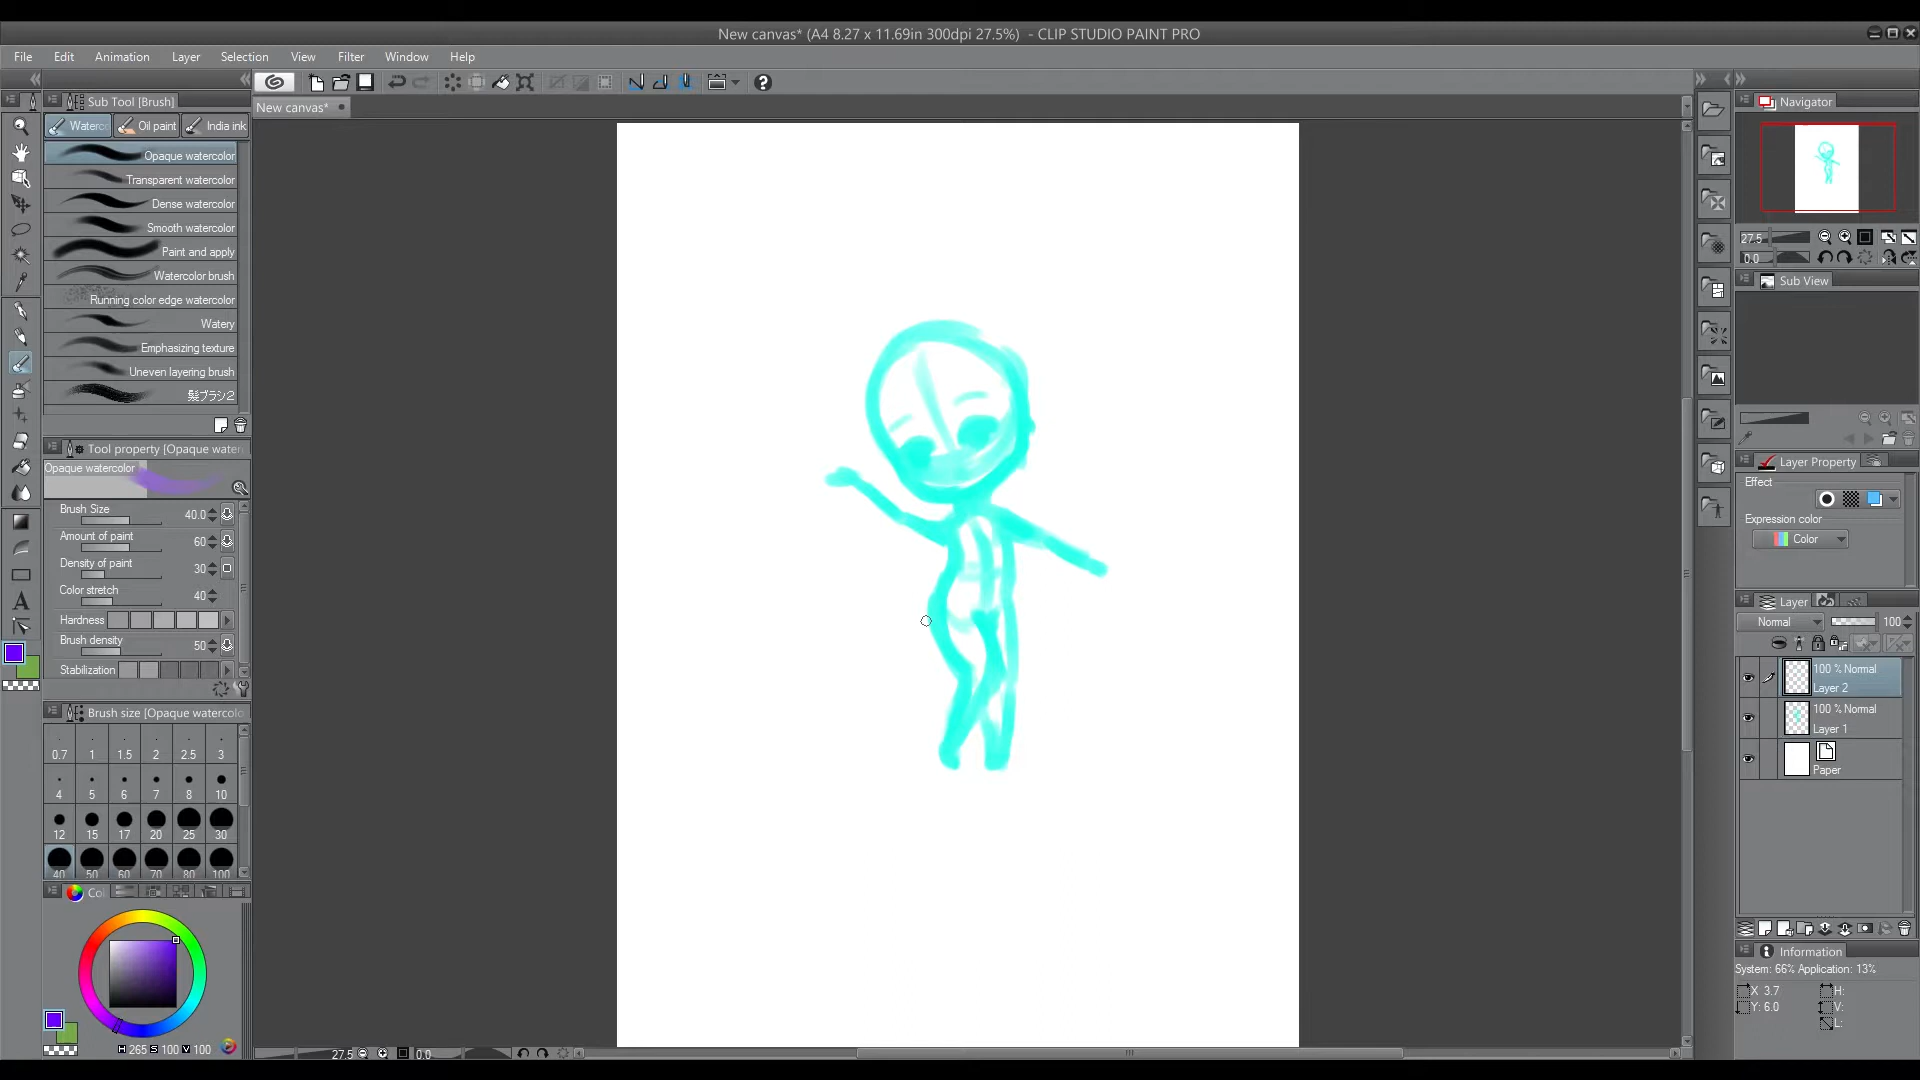 New canvas* (A4 8.27 x 11.69in 300dpi 27.5%) - CLIP STUDIO PAINT PRO
File Edit Animation Layer Selection View Filter Window Help
Sub Tool [Brush]
New canvas*
Navigator
Waterc Oil paint India ink
Opaque watercolor
Transparent watercolor
Dense watercolor
Smooth watercolor
Paint and apply
Watercolor brush
Running color edge watercolor
Watery
Emphasizing texture
Uneven layering brush
髪ブラシ2
Tool property [Opaque water
Opaque watercolor
Brush Size 40.0
Amount of paint 60
Density of paint 30
Color stretch 40
Hardness
Brush density 50
Stabilization
Brush size [Opaque watercolo
0.7 1 1.5 2 2.5 3
4 5 6 7 8 10
12 15 17 20 25 30
40 50 60 70 80 100
Col
H 265 S 100 V 100
27.5 0.0
27.5
0.0
Sub View
Layer Property
Effect
Expression color
Color
Layer
Normal 100
100 % Normal
Layer 2
100 % Normal
Layer 1
Paper
Information
System: 66% Application: 13%
X 3.7 H:
Y: 6.0 V:
L: